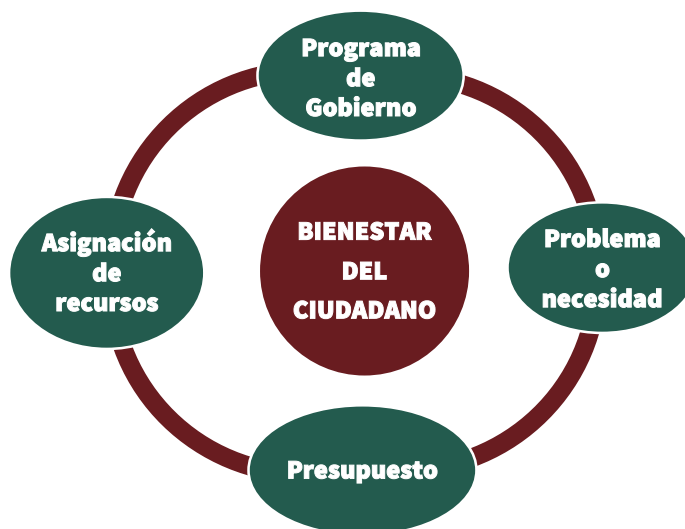 Programa
de
Gobierno
Asignación
de
recursos
BIENESTAR
DEL
CIUDADANO
Problema
o
necesidad
Presupuesto